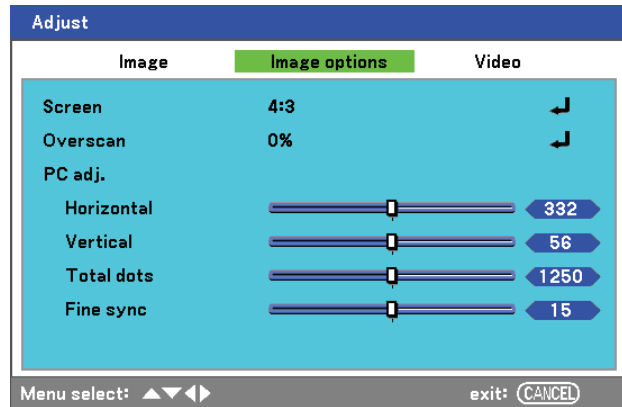 Adjust
Image Image options Video
Screen 4:3
Overscan 0%
PC adj.
Horizontal 332
Vertical 56
Total dots 1250
Fine sync 15
Menu select: ▲▼◀▶ exit: (CANCEL)